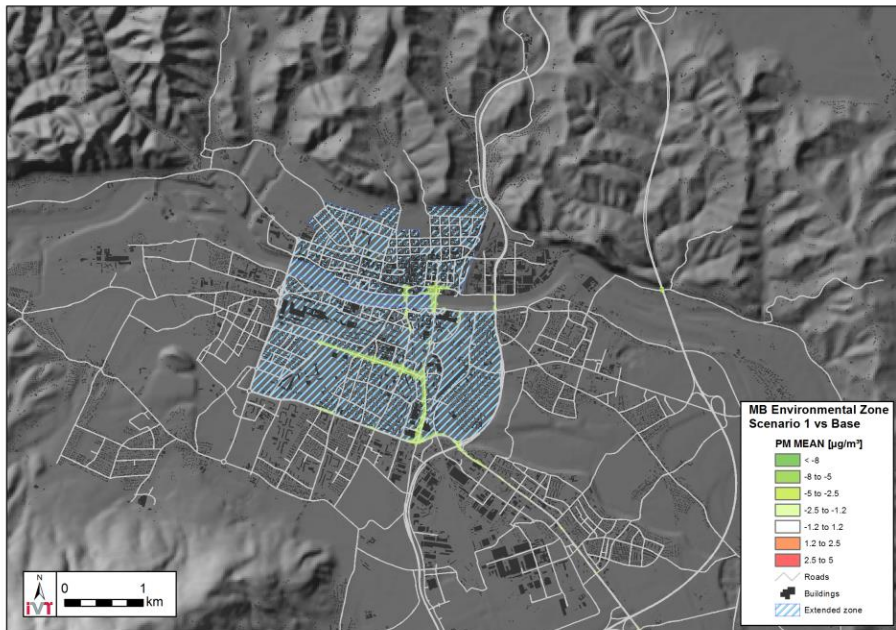 MB Environmental Zone
Scenario 1 vs Base
PM MEAN [µg/m³]
< -8
-8 to -5
-5 to -2.5
-2.5 to -1.2
-1.2 to 1.2
1.2 to 2.5
2.5 to 5
Roads
Buildings
Extended zone
N
iVT
0 1
km